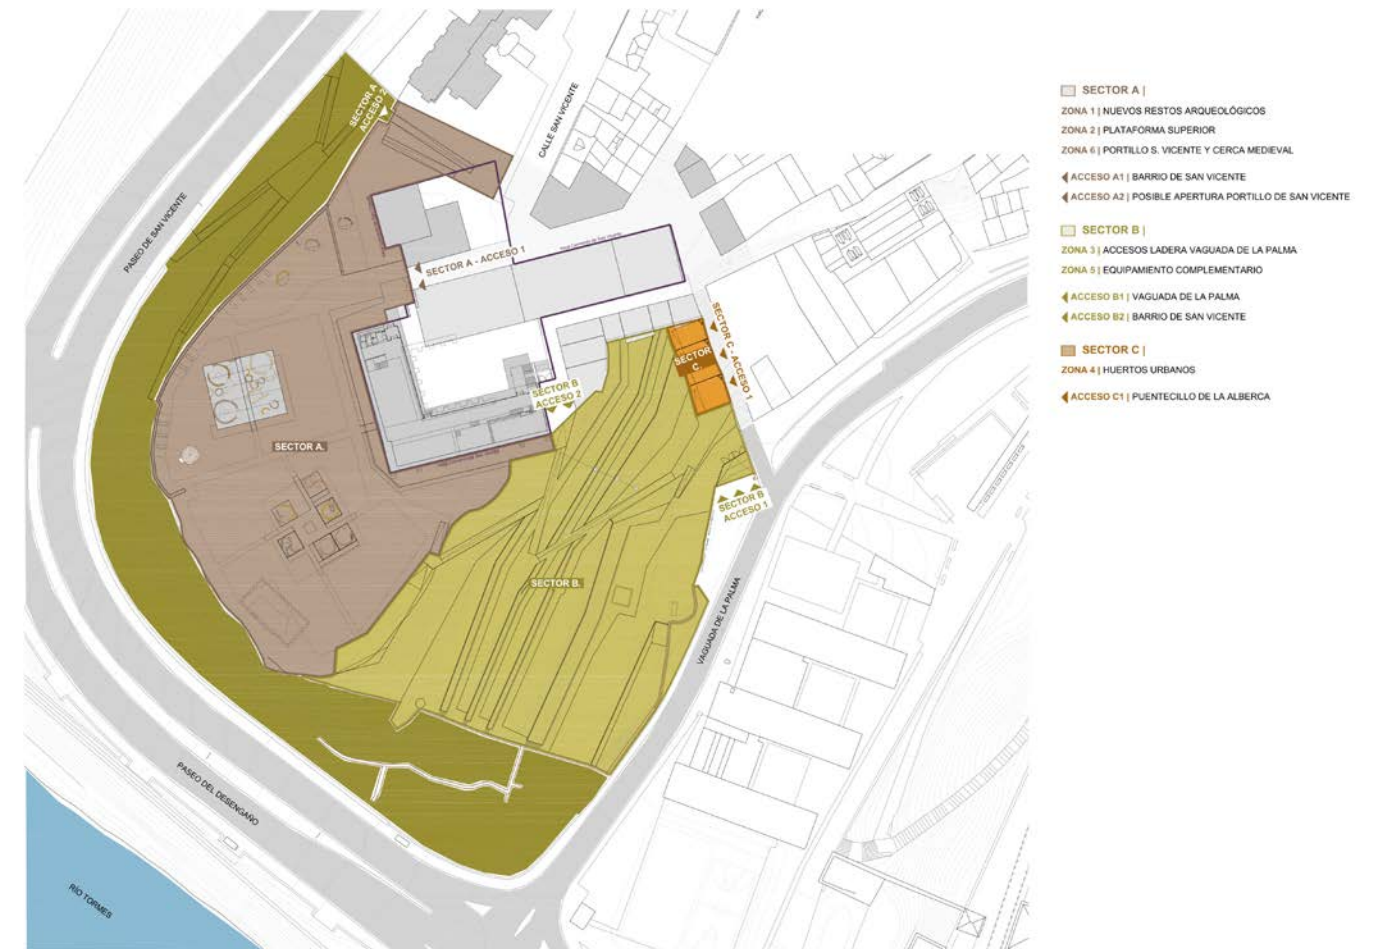 SECTOR A
ACCESO 2
CALLE SAN VICENTE
PASEO DE SAN VICENTE
SECTOR A - ACCESO 1
SECTOR C - ACCESO 1
SECTOR
C.
SECTOR B
ACCESO 2
SECTOR A.
SECTOR B
ACCESO 1
SECTOR B.
VAGUADA DE LA PALMA
PASEO DEL DESENGAÑO
RÍO TORMES
SECTOR A |
ZONA 1 | NUEVOS RESTOS ARQUEOLÓGICOS
ZONA 2 | PLATAFORMA SUPERIOR
ZONA 6 | PORTILLO S. VICENTE Y CERCA MEDIEVAL
ACCESO A1 | BARRIO DE SAN VICENTE
ACCESO A2 | POSIBLE APERTURA PORTILLO DE SAN VICENTE
SECTOR B |
ZONA 3 | ACCESOS LADERA VAGUADA DE LA PALMA
ZONA 5 | EQUIPAMIENTO COMPLEMENTARIO
ACCESO B1 | VAGUADA DE LA PALMA
ACCESO B2 | BARRIO DE SAN VICENTE
SECTOR C |
ZONA 4 | HUERTOS URBANOS
ACCESO C1 | PUENTECILLO DE LA ALBERCA